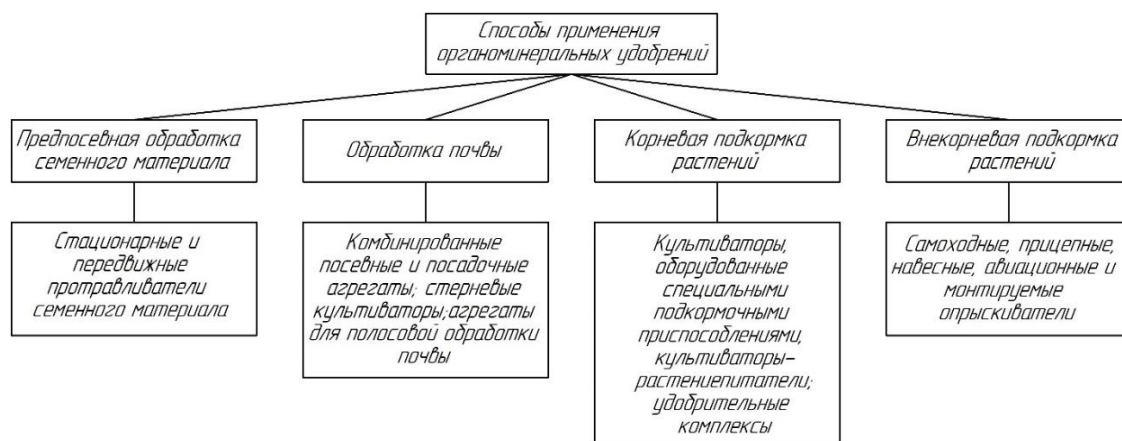 Способы применения
органоминеральных удобрений
Предпосевная обработка
семенного материала
Обработка почвы
Корневая подкормка
растений
Внекорневая подкормка
растений
Стационарные и
передвижные
протравливатели
семенного материала
Комбинированные
посевные и посадочные
агрегаты; стерневые
культиваторы;агрегаты
для полосовой обработки
почвы
Культиваторы,
оборудованные
специальными
подкормочными
приспособлениями,
культиваторы-
растениепитатели;
удобрительные
комплексы
Самоходные, прицепные,
навесные, авиационные и
монтируемые
опрыскиватели